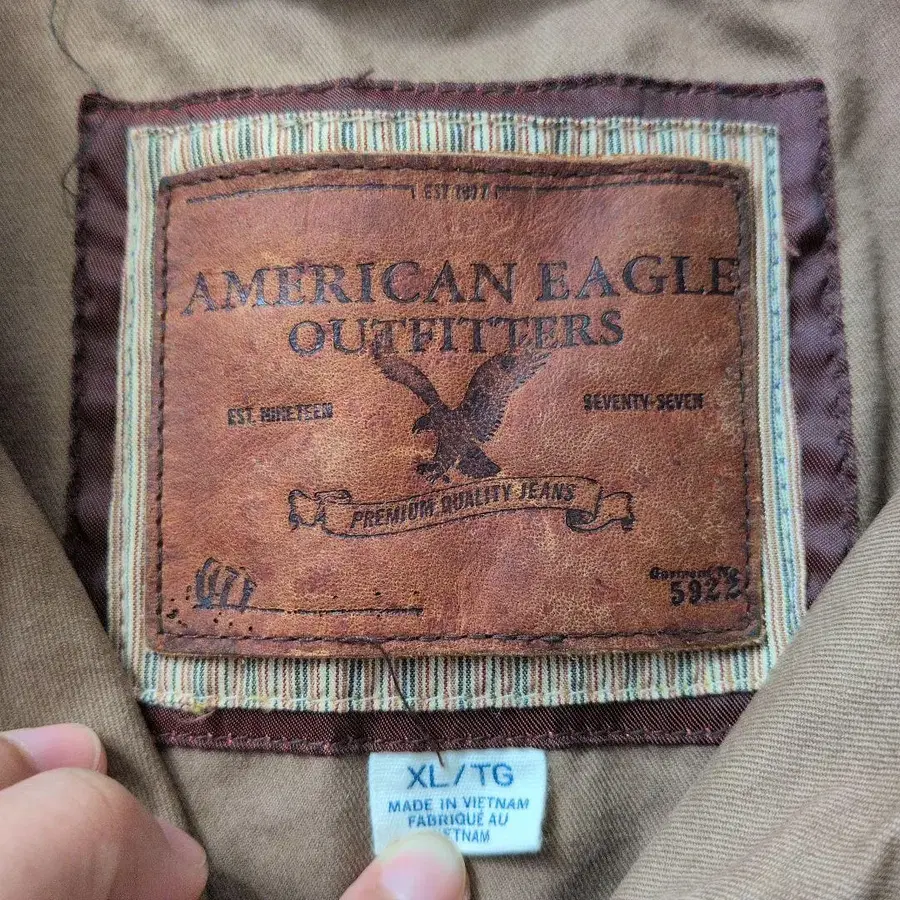 EST 1977
AMERICAN EAGLE
OUTFITTERS
EST. NINETEEN
SEVENTY-SEVEN
PREMIUM QUALITY JEANS
5922
XL/TG
MADE IN VIETNAM
FABRIQUÉ AU